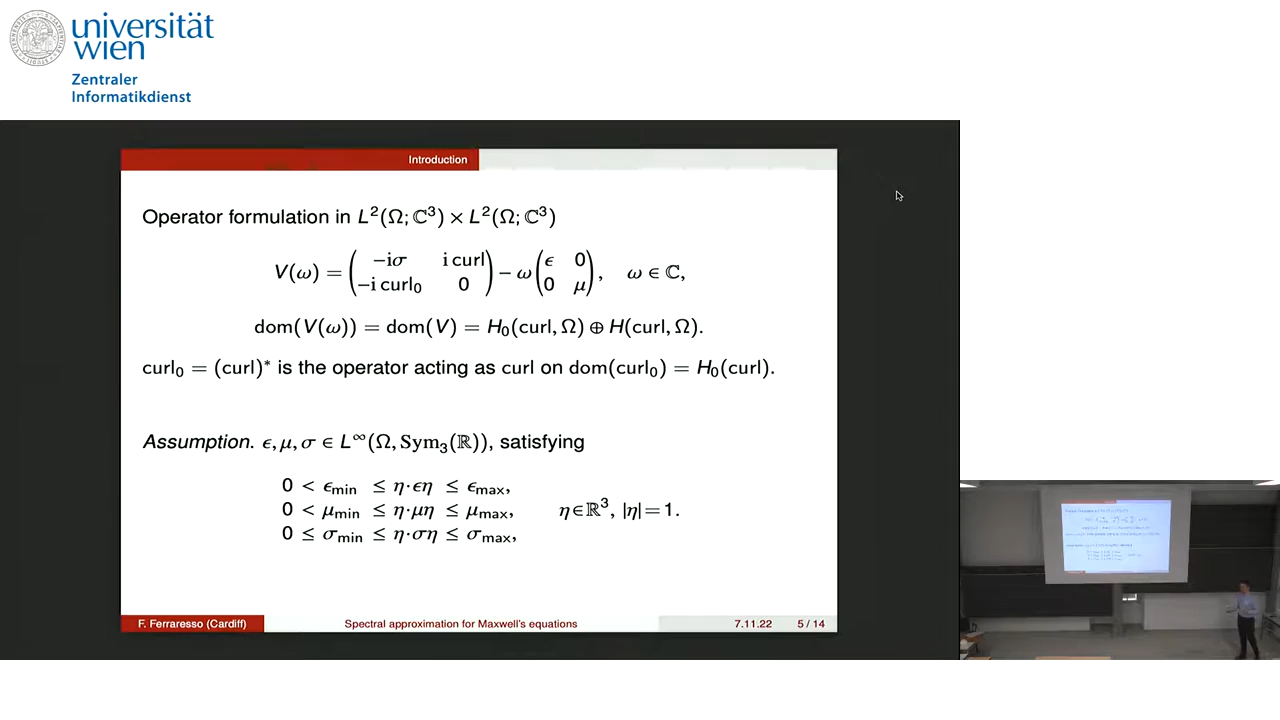 universität
wien
Zentraler
Informatikdienst
Introduction
Operator formulation in L²(Ω; ℂ³) × L²(Ω; ℂ³)
V(ω) = ( −iσ i curl ; −i curl₀ 0 ) − ω ( ϵ 0 ; 0 μ ), ω ∈ ℂ,
dom(V(ω)) = dom(V) = H₀(curl, Ω) ⊕ H(curl, Ω).
curl₀ = (curl)* is the operator acting as curl on dom(curl₀) = H₀(curl).
Assumption. ϵ, μ, σ ∈ L^∞(Ω, Sym₃(ℝ)), satisfying
0 < ϵ_min ≤ η·ϵη ≤ ϵ_max,
0 < μ_min ≤ η·μη ≤ μ_max, η∈ℝ³, |η|=1.
0 ≤ σ_min ≤ η·ση ≤ σ_max,
F. Ferraresso (Cardiff) Spectral approximation for Maxwell's equations 7.11.22 5 / 14